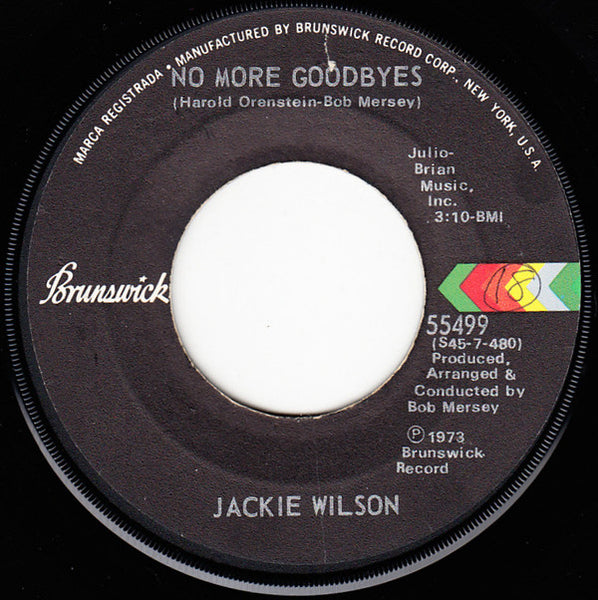 MARCA REGISTRADA • MANUFACTURED BY BRUNSWICK RECORD CORP., NEW YORK, U.S.A.
NO MORE GOODBYES
(Harold Orenstein-Bob Mersey)
Julio-
Brian
Music,
Inc.
3:10-BMI
Brunswick
18
55499
(S45-7-480)
Produced,
Arranged &
Conducted by
Bob Mersey
Ⓟ 1973
Brunswick
Record
JACKIE WILSON